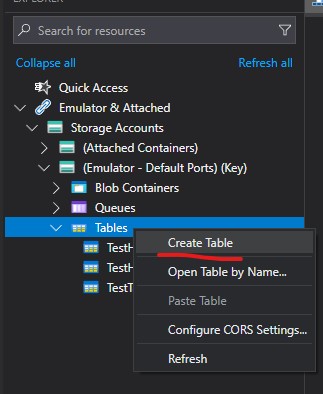 Search for resources
Collapse all
Refresh all
Quick Access
Emulator & Attached
Storage Accounts
(Attached Containers)
(Emulator - Default Ports) (Key)
Blob Containers
Queues
Tables
Create Table
TestH
Open Table by Name...
TestH
Paste Table
TestT
Configure CORS Settings...
Refresh